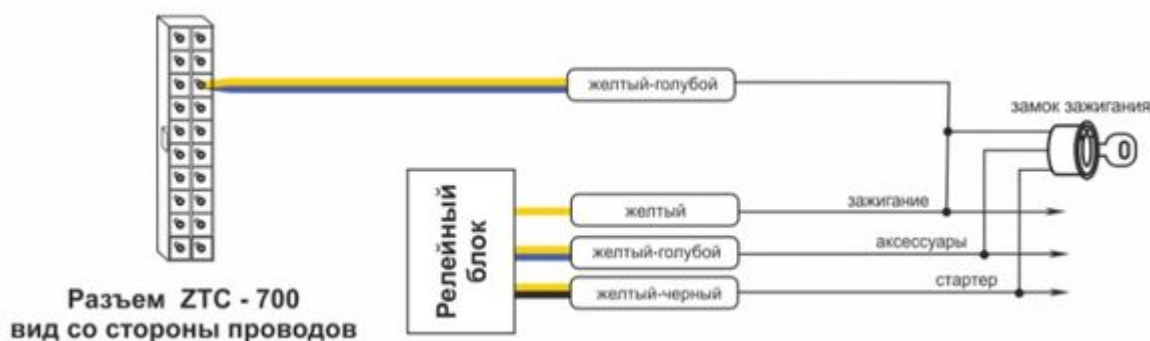 желтый-голубой
замок зажигания
Релейный
блок
желтый
зажигание
желтый-голубой
аксессуары
желтый-черный
стартер
Разъем ZTC - 700
вид со стороны проводов